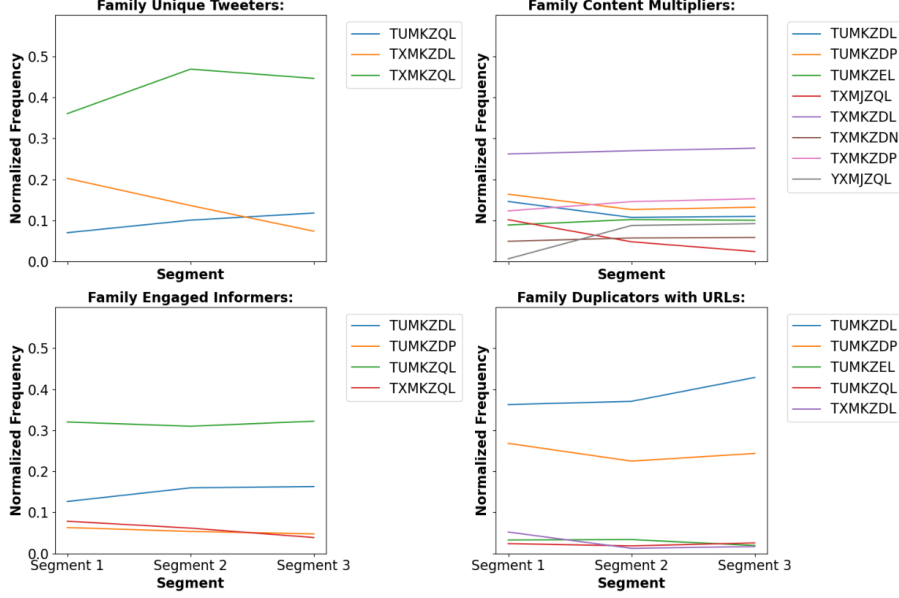 Family Unique Tweeters:
Normalized Frequency
0.5
0.4
0.3
0.2
0.1
0.0
Segment
TUMKZQL
TXMKZDL
TXMKZQL
Family Content Multipliers:
Normalized Frequency
Segment
TUMKZDL
TUMKZDP
TUMKZEL
TXMJZQL
TXMKZDL
TXMKZDN
TXMKZDP
YXMJZQL
Family Engaged Informers:
Normalized Frequency
0.5
0.4
0.3
0.2
0.1
0.0
Segment 1
Segment 2
Segment 3
Segment
TUMKZDL
TUMKZDP
TUMKZQL
TXMKZQL
Family Duplicators with URLs:
Normalized Frequency
Segment 1
Segment 2
Segment 3
Segment
TUMKZDL
TUMKZDP
TUMKZEL
TUMKZQL
TXMKZDL